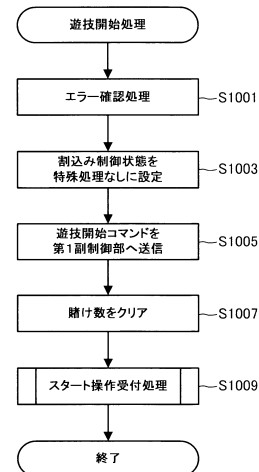 遊技開始処理
エラー確認処理
S1001
割込み制御状態を
特殊処理なしに設定
S1003
遊技開始コマンドを
第1副制御部へ送信
S1005
賭け数をクリア
S1007
スタート操作受付処理
S1009
終了